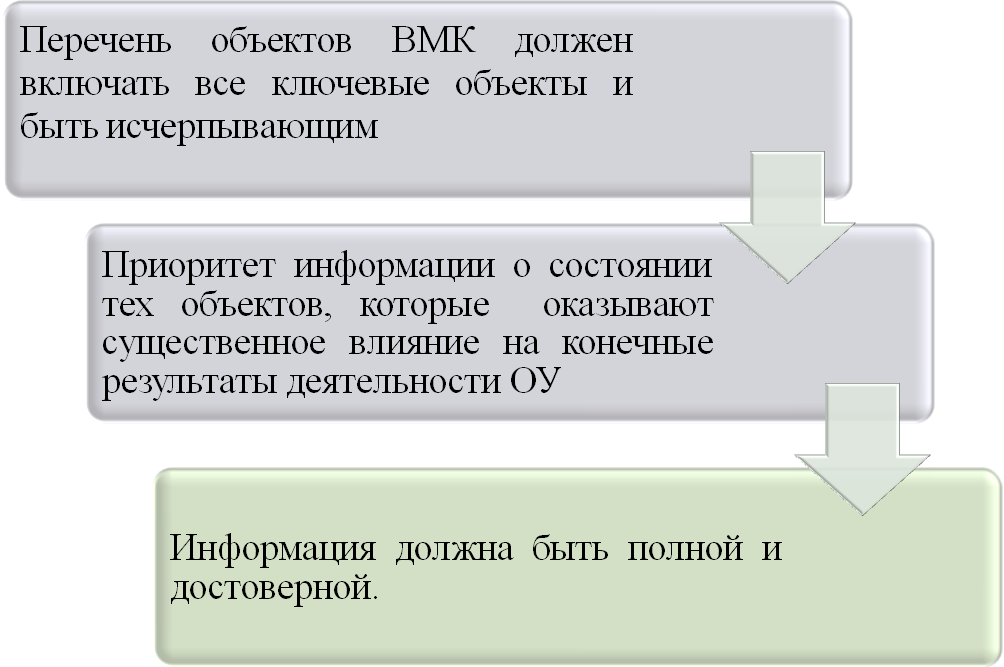 Перечень объектов ВМК должен
включать все ключевые объекты и
быть исчерпывающим
Приоритет информации о состоянии
тех объектов, которые оказывают
существенное влияние на конечные
результаты деятельности ОУ
Информация должна быть полной и
достоверной.